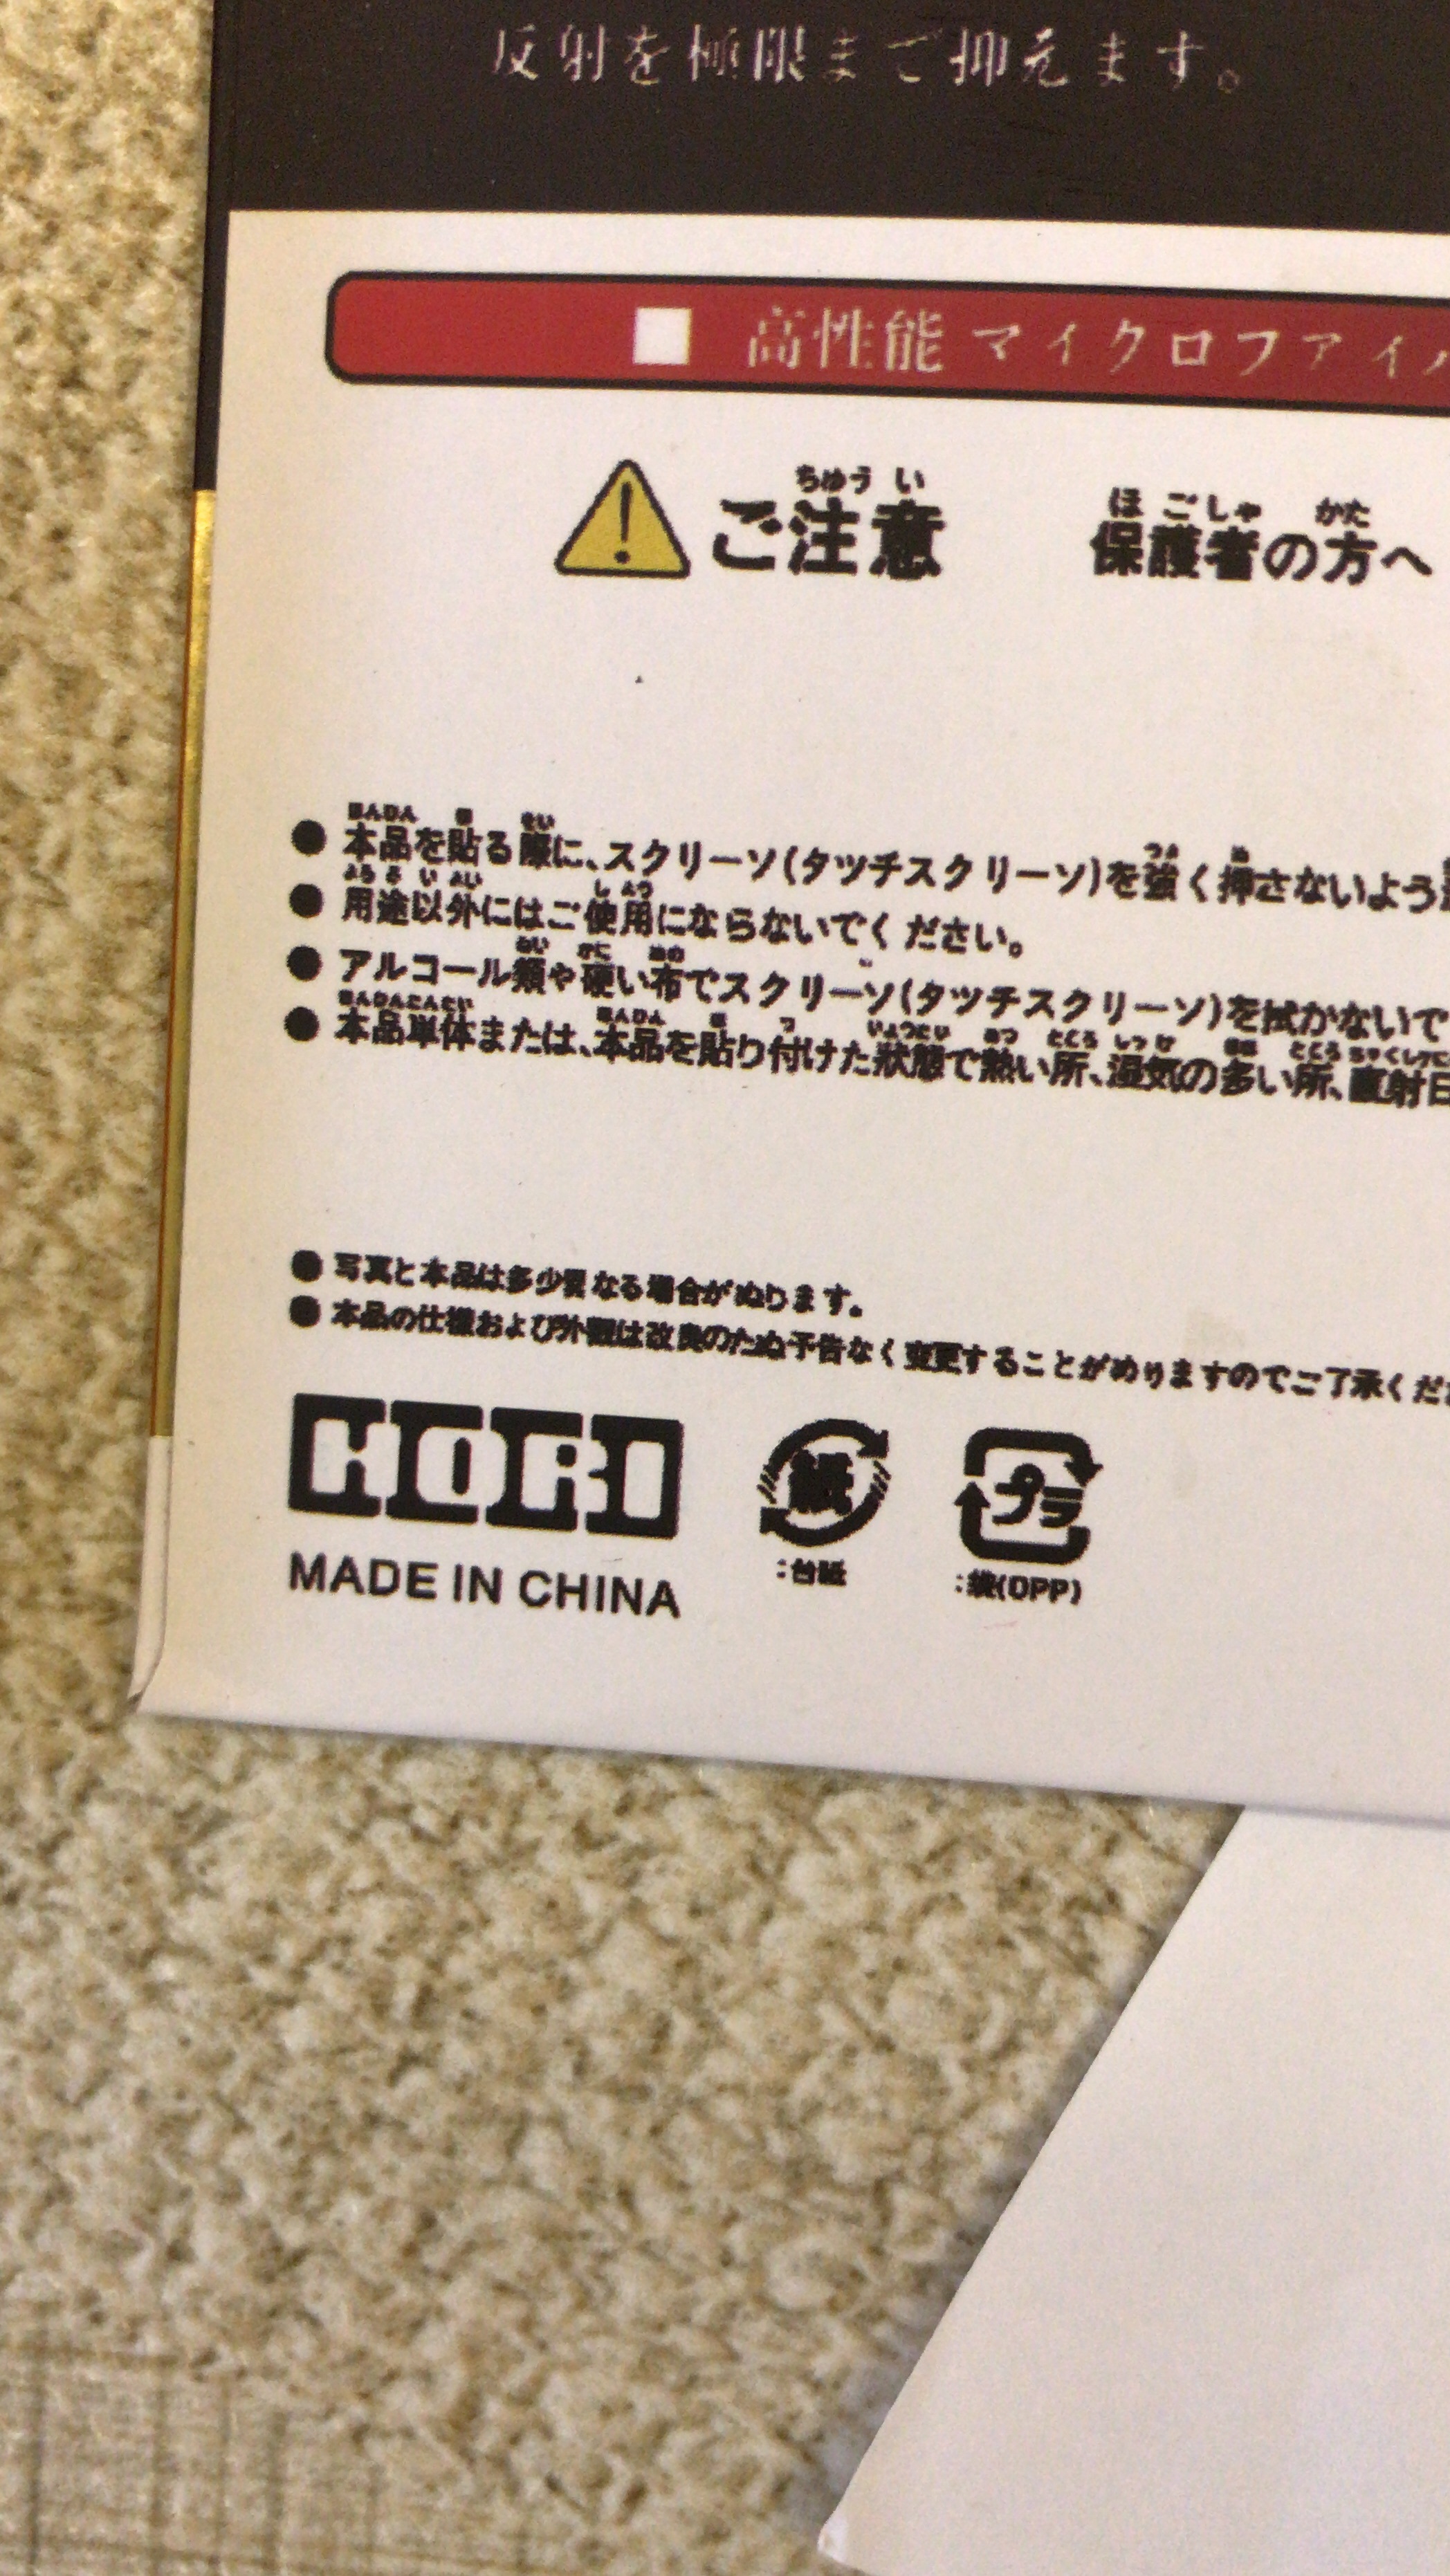 反射を極限まで抑えます。
■ 高性能 マイクロファイバ
ちゅう い
ご注意
ほ ご しゃ かた
保護者の方へ
● 本品を貼る際に、スクリーソ(タツチスクリーソ)を強く押さないよう
● 用途以外にはご使用にならないでください。
● アルコール類や硬い布でスクリーソ(タツチスクリーソ)を拭かないで
● 本品単体または、本品を貼り付けた狀態で熱い所、湿気の多い所、直射日
● 写真と本品は多少異なる場合がぬります。
● 本品の仕様および外観は改良のたぬ予告なく変更することがめりますのでご了承くださ
HORI
紙
プラ
:台紙
:袋(OPP)
MADE IN CHINA